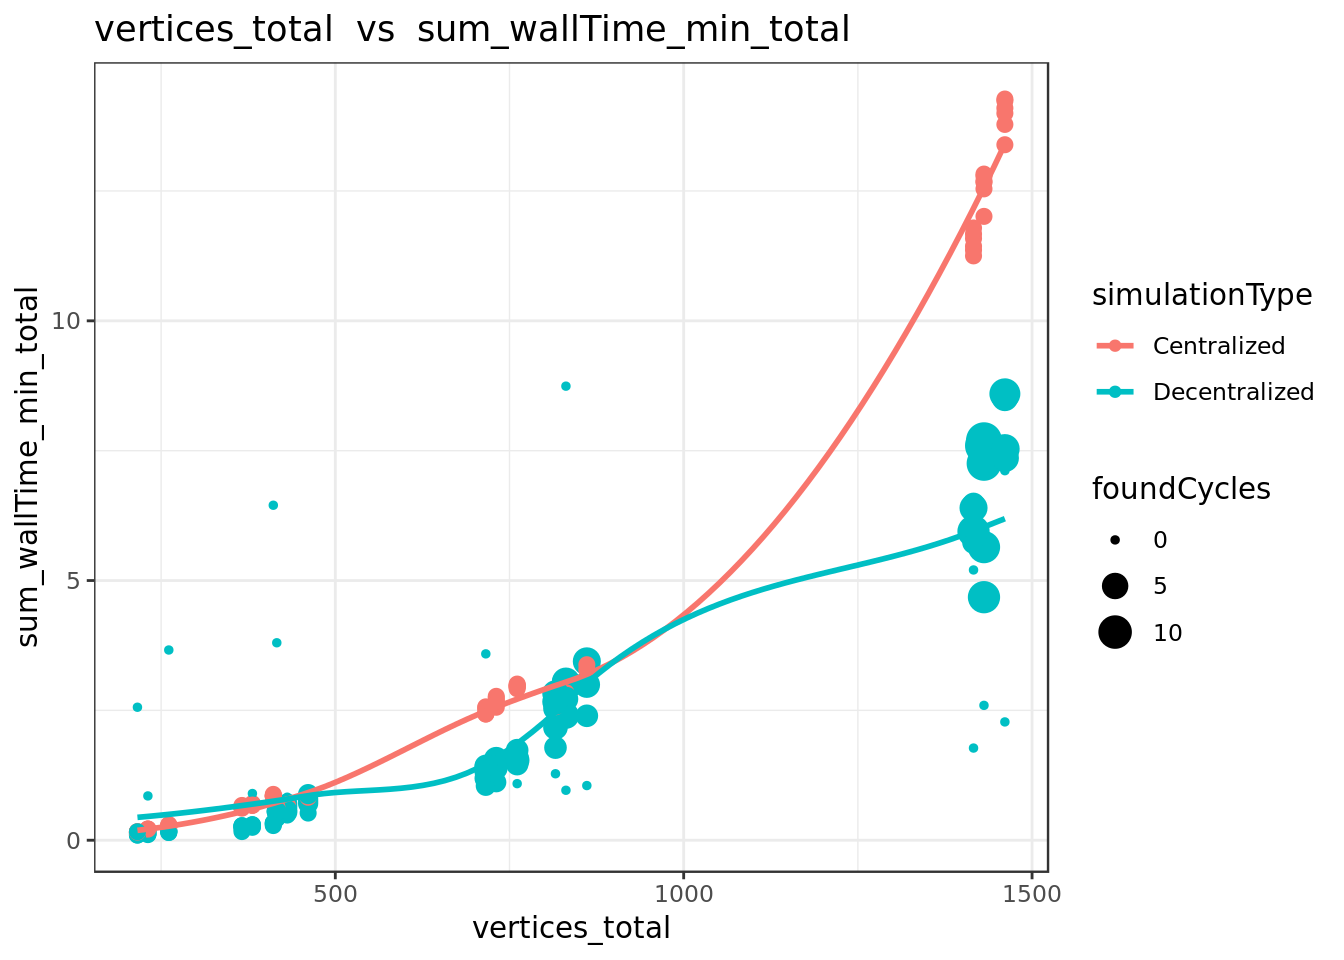 vertices_total vs sum_wallTime_min_total
sum_wallTime_min_total
10
5
0
500
1000
1500
vertices_total
simulationType
Centralized
Decentralized
foundCycles
0
5
10